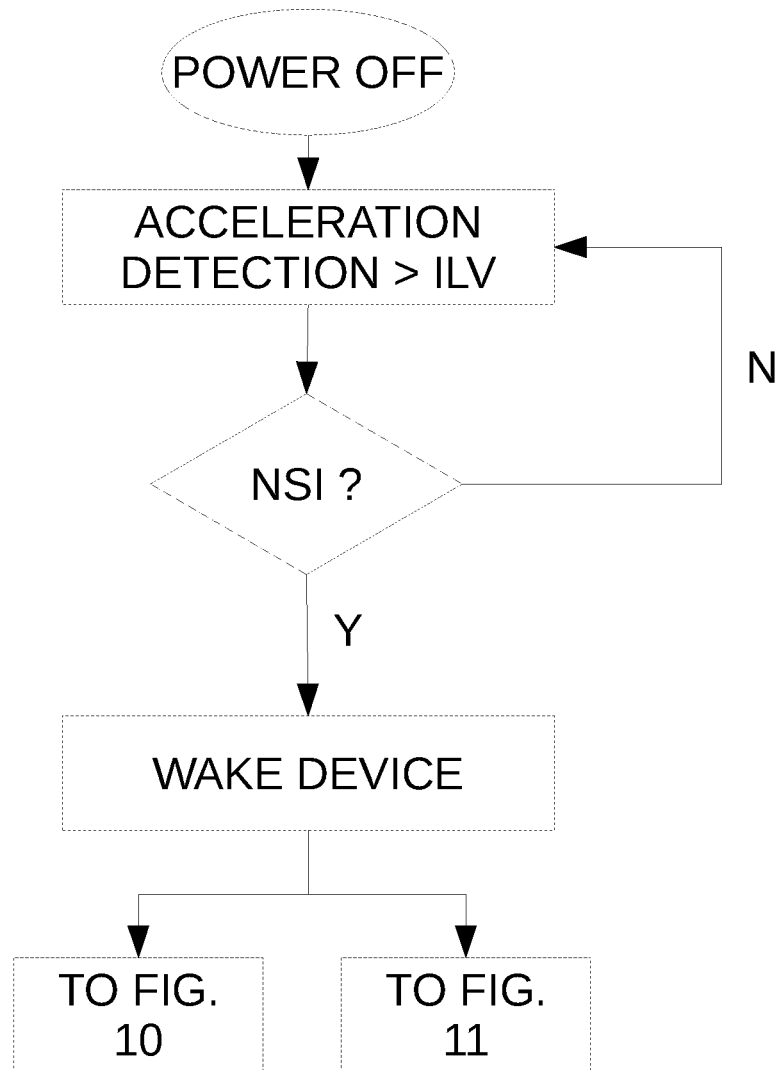 POWER OFF
ACCELERATION
DETECTION > ILV
N
NSI ?
Y
WAKE DEVICE
TO FIG.
10
TO FIG.
11